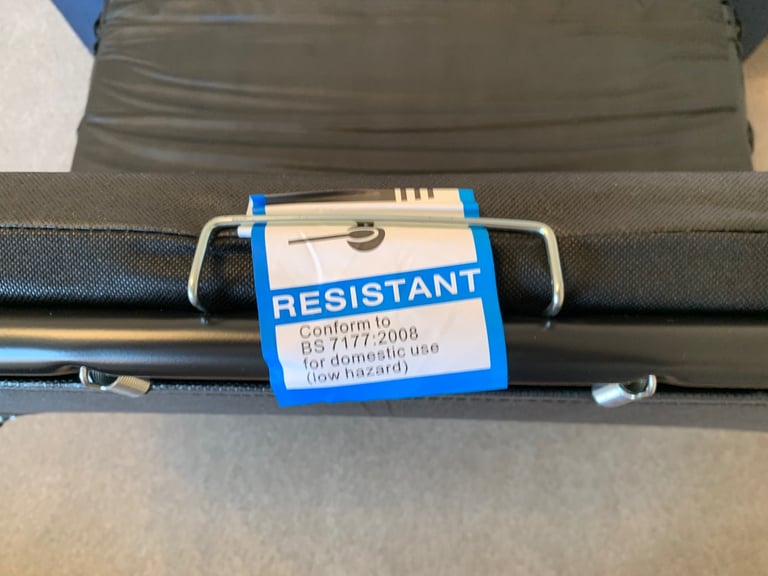 RESISTANT
Conform to
BS 7177:2008
for domestic use
(low hazard)